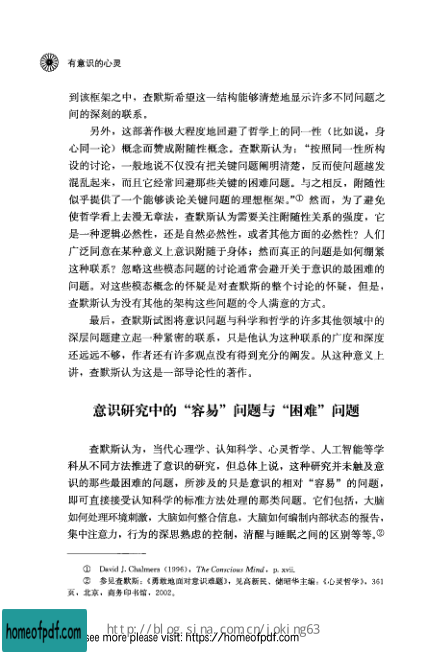 有意识的心灵
到该框架之中，查默斯希望这一结构能够清楚地显示许多不同问题之
间的深刻的联系。
另外，这部著作极大程度地回避了哲学上的同一性（比如说，身
心同一论）概念而赞成附随性概念。查默斯认为：“按照同一性所构
设的讨论，一般地说不仅没有把关键问题阐明清楚，反而使问题越发
混乱起来，而且它经常回避那些关键的困难问题。与之相反，附随性
似乎提供了一个能够谈论关键问题的理想框架。”① 然而，为了避免
使哲学看上去漫无章法，查默斯认为需要关注附随性关系的强度，它
是一种逻辑必然性，还是自然必然性，或者其他方面的必然性？人们
广泛同意在某种意义上意识附随于身体；然而真正的问题是如何绷紧
这种联系？忽略这些模态问题的讨论通常会避开关于意识的最困难的
问题。对这些模态概念的怀疑是对查默斯的整个讨论的怀疑，但是，
查默斯认为没有其他的架构这些问题的令人满意的方式。
最后，查默斯试图将意识问题与科学和哲学的许多其他领域中的
深层问题建立起一种紧密的联系，只是他认为这种联系的广度和深度
还远远不够，作者还有许多观点没有得到充分的阐发。从这种意义上
讲，查默斯认为这是一部导论性的著作。
意识研究中的“容易”问题与“困难”问题
查默斯认为，当代心理学、认知科学、心灵哲学、人工智能等学
科从不同方法推进了意识的研究，但总体上说，这种研究并未触及意
识的那些最困难的问题，所涉及的只是意识的相对“容易”的问题，
即可直接接受认知科学的标准方法处理的那类问题。它们包括，大脑
如何处理环境刺激，大脑如何整合信息，大脑如何编制内部状态的报告，
集中注意力，行为的深思熟虑的控制，清醒与睡眠之间的区别等等。②
① David J. Chalmers (1996), The Conscious Mind, p. xvii.
② 参见查默斯：《勇敢地面对意识难题》，见高新民、储昭华主编：《心灵哲学》，361
页，北京，商务印书馆，2002。
http://blog.sina.com.cn/joking63
homeofpdf.com
see more please visit: https://homeofpdf.com